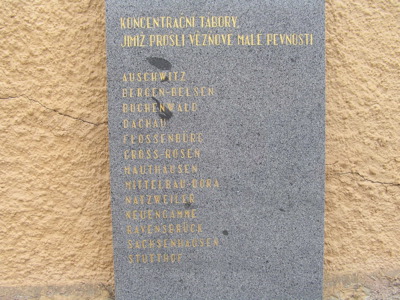 KONCENTRAČNÍ TÁBORY,
JIMIŽ PROŠLI VĚZŇOVÉ MALÉ PEVNOSTI
AUSCHWITZ
BERGEN-BELSEN
BUCHENWALD
DACHAU
FLOSSENBURG
GROSS-ROSEN
MAUTHAUSEN
MITTELBAU-DORA
NATZWEILER
NEUENGAMME
RAVENSBRÜCK
SACHSENHAUSEN
STUTTHOF